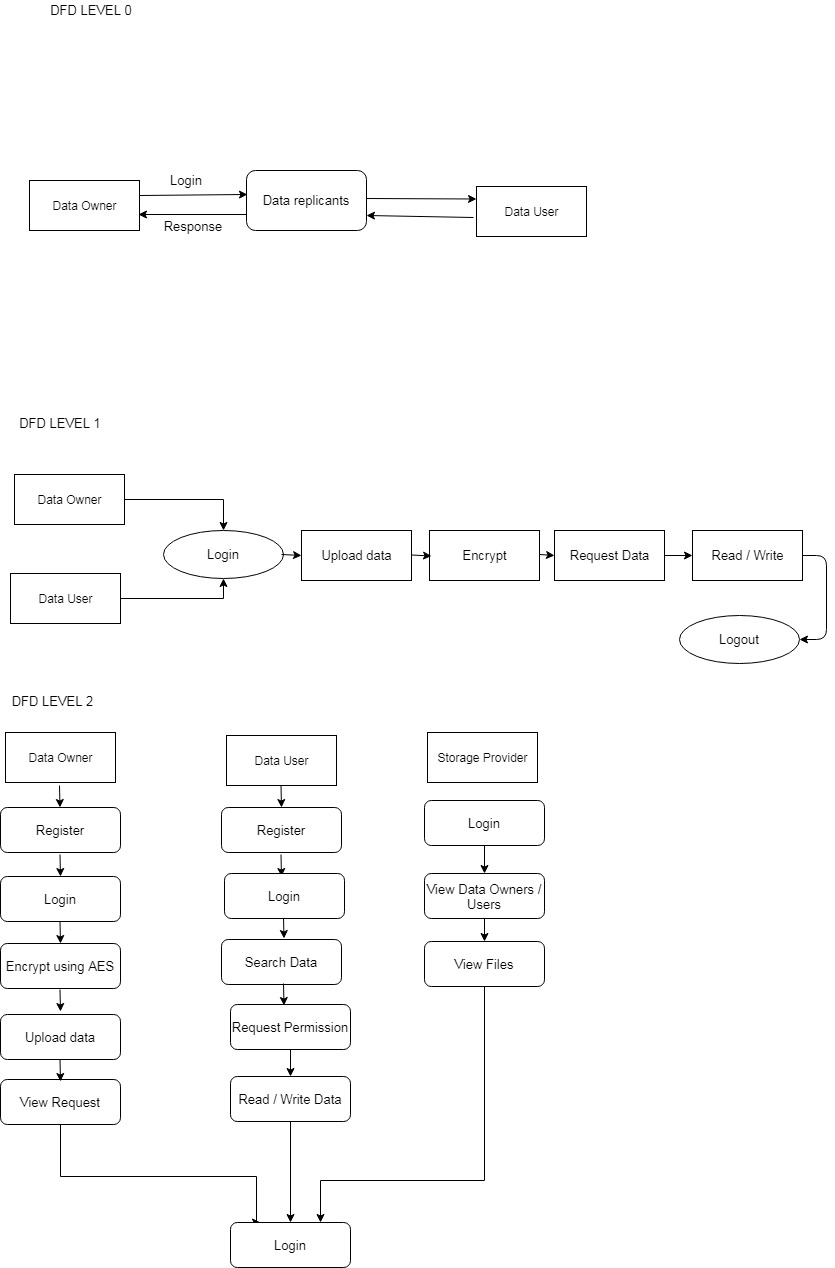 DFD LEVEL 0
Login
Data Owner
Data replicants
Data User
Response
DFD LEVEL 1
Data Owner
Login
Upload data
Encrypt
Request Data
Read / Write
Data User
Logout
DFD LEVEL 2
Data Owner
Register
Login
Encrypt using AES
Upload data
View Request
Data User
Register
Login
Search Data
Request Permission
Read / Write Data
Storage Provider
Login
View Data Owners /
Users
View Files
Login